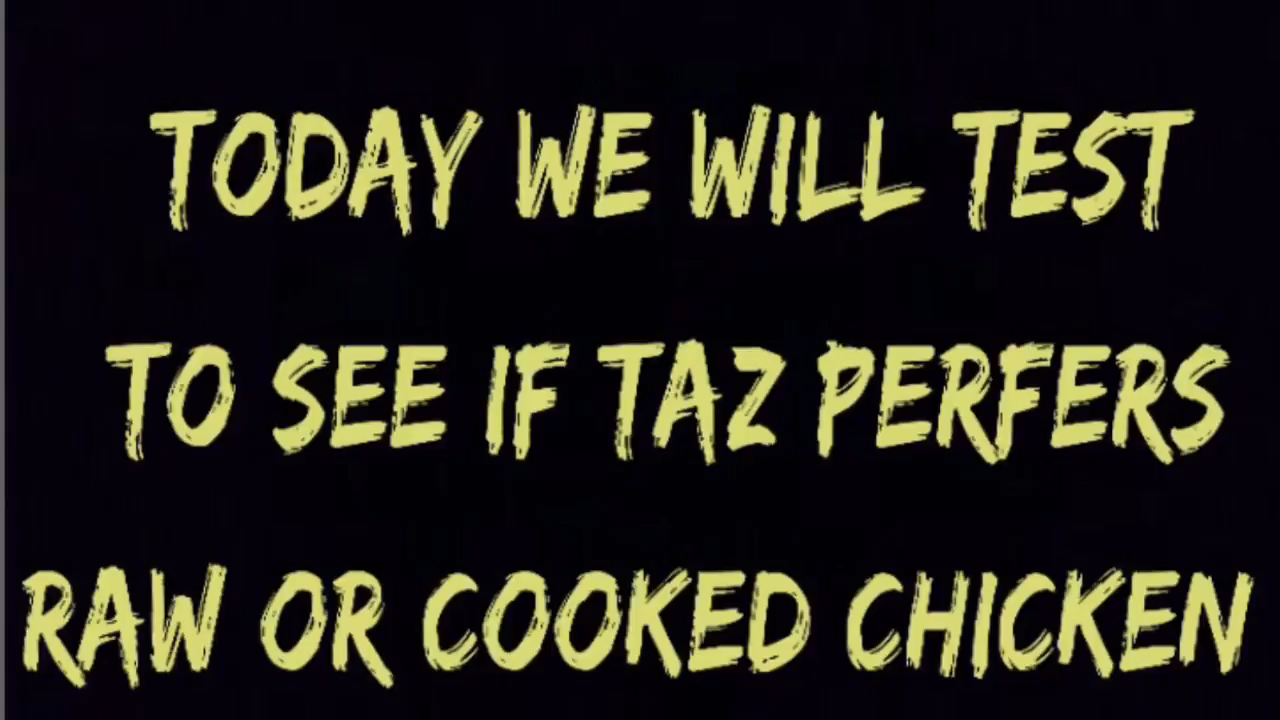 TODAY WE WILL TEST
TO SEE IF TAZ PERFERS
RAW OR COOKED CHICKEN